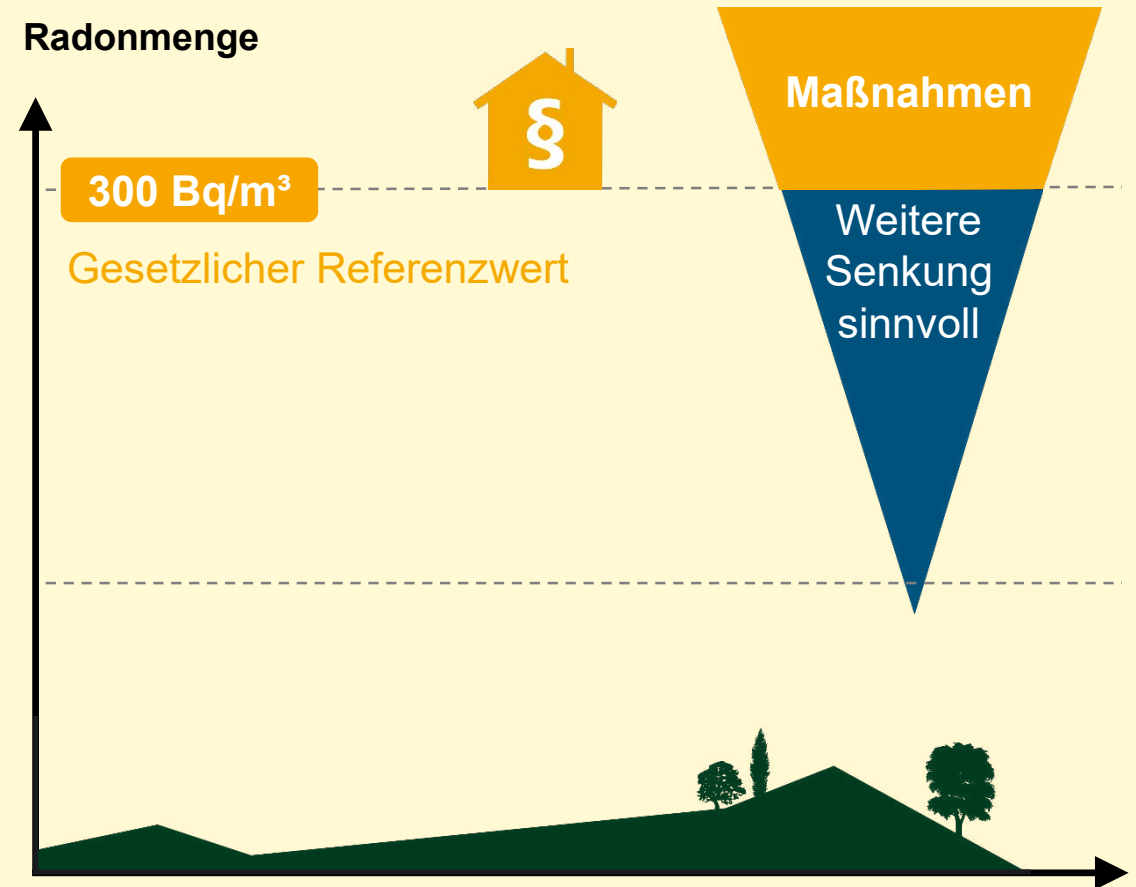 Radonmenge
§
Maßnahmen
300 Bq/m³
Gesetzlicher Referenzwert
Weitere
Senkung
sinnvoll